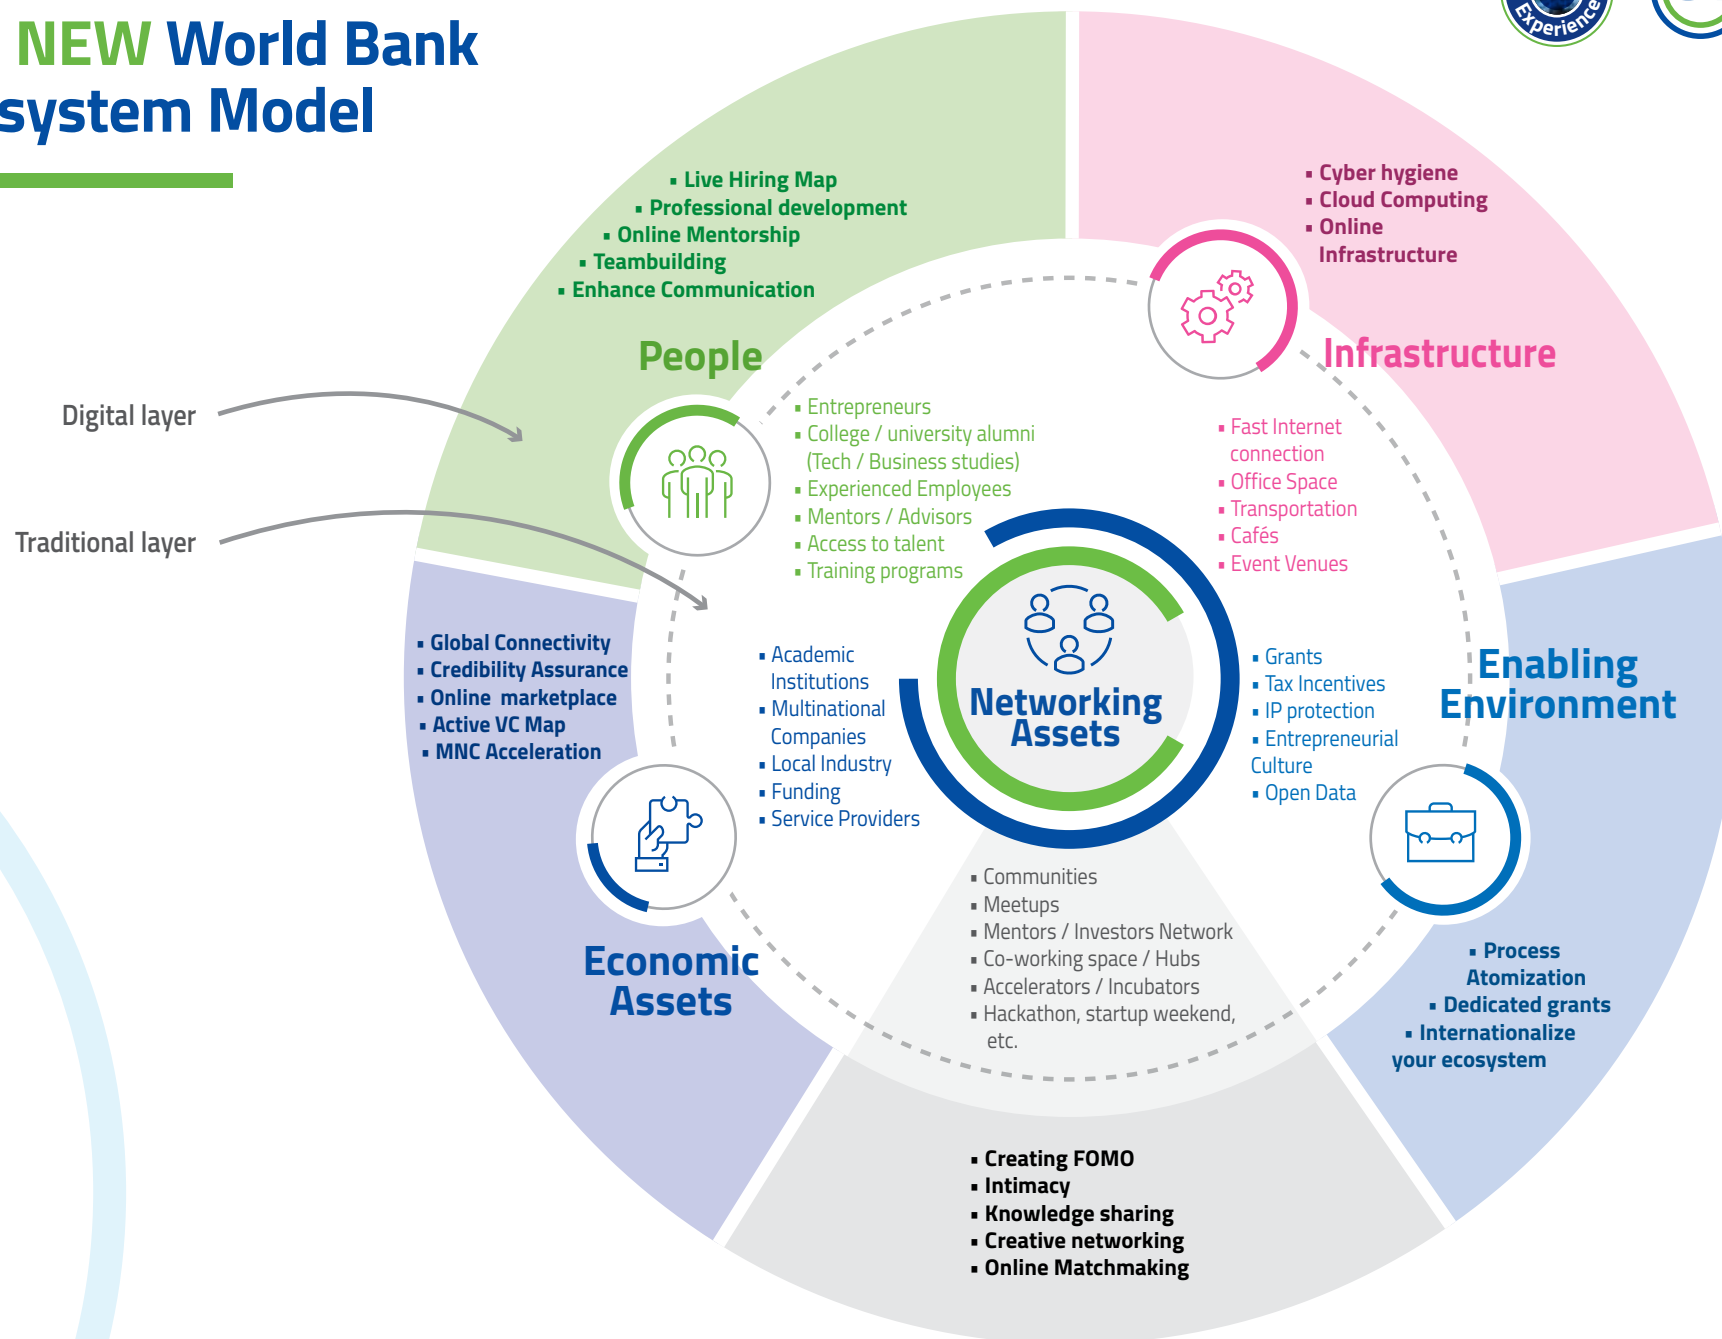 NEW World Bank
system Model
Experience
▪ Live Hiring Map
▪ Professional development
▪ Online Mentorship
▪ Teambuilding
▪ Enhance Communication
People
▪ Cyber hygiene
▪ Cloud Computing
▪ Online
Infrastructure
Infrastructure
Digital layer
Traditional layer
▪ Entrepreneurs
▪ College / university alumni
(Tech / Business studies)
▪ Experienced Employees
▪ Mentors / Advisors
▪ Access to talent
▪ Training programs
▪ Fast Internet
connection
▪ Office Space
▪ Transportation
▪ Cafés
▪ Event Venues
▪ Global Connectivity
▪ Credibility Assurance
▪ Online  marketplace
▪ Active VC Map
▪ MNC Acceleration
▪ Academic
Institutions
▪ Multinational
Companies
▪ Local Industry
▪ Funding
▪ Service Providers
Networking
Assets
▪ Grants
▪ Tax Incentives
▪ IP protection
▪ Entrepreneurial
Culture
▪ Open Data
Enabling
Environment
Economic
Assets
▪ Communities
▪ Meetups
▪ Mentors / Investors Network
▪ Co-working space / Hubs
▪ Accelerators / Incubators
▪ Hackathon, startup weekend,
etc.
▪ Process
Atomization
▪ Dedicated grants
▪ Internationalize
your ecosystem
▪ Creating FOMO
▪ Intimacy
▪ Knowledge sharing
▪ Creative networking
▪ Online Matchmaking